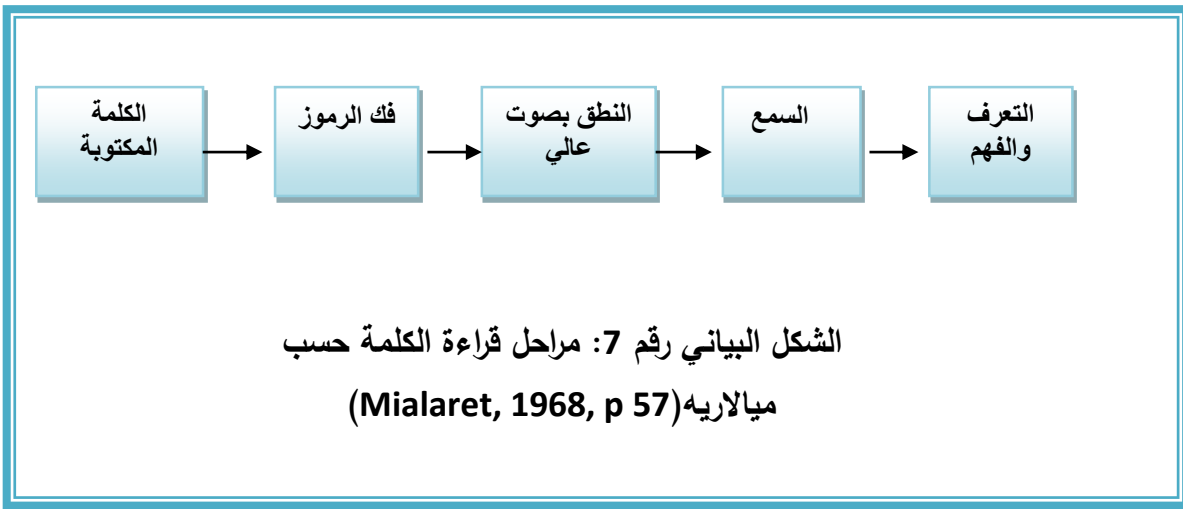 الكلمة
المكتوبة
فك الرموز
النطق بصوت
عالي
السمع
التعرف
والفهم
الشكل البياني رقم 7: مراحل قراءة الكلمة حسب
ميالاريه(Mialaret, 1968, p 57)